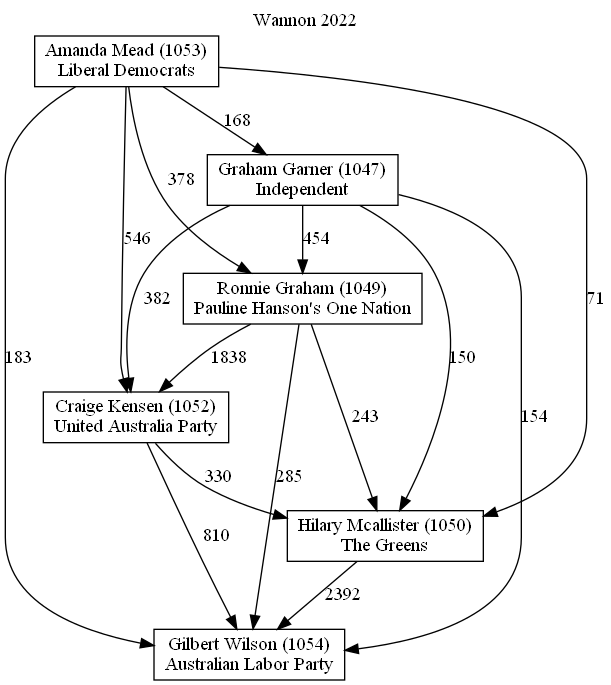 Wannon 2022
Amanda Mead (1053)
Liberal Democrats
168
Graham Garner (1047)
Independent
378
546
454
382
Ronnie Graham (1049)
Pauline Hanson's One Nation
71
183
1838
150
Craige Kensen (1052)
United Australia Party
243
154
330
285
810
Hilary Mcallister (1050)
The Greens
2392
Gilbert Wilson (1054)
Australian Labor Party